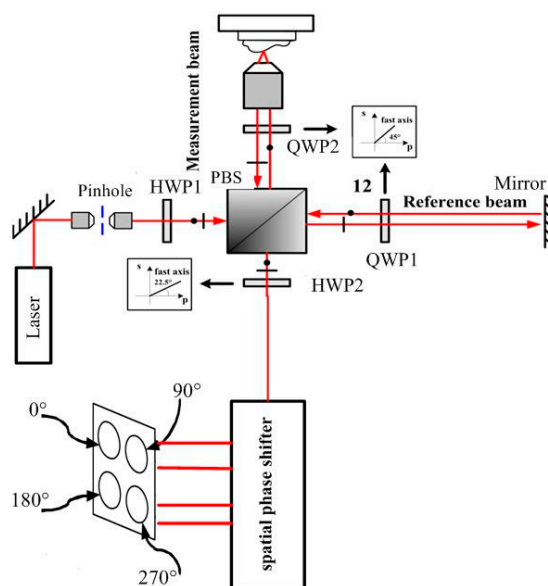 Measurement beam
s
fast axis
45°
p
QWP2
12
PBS
HWP1
Pinhole
Mirror
Reference beam
QWP1
s
fast axis
22.5°
p
HWP2
Laser
90°
0°
180°
270°
spatial phase shifter